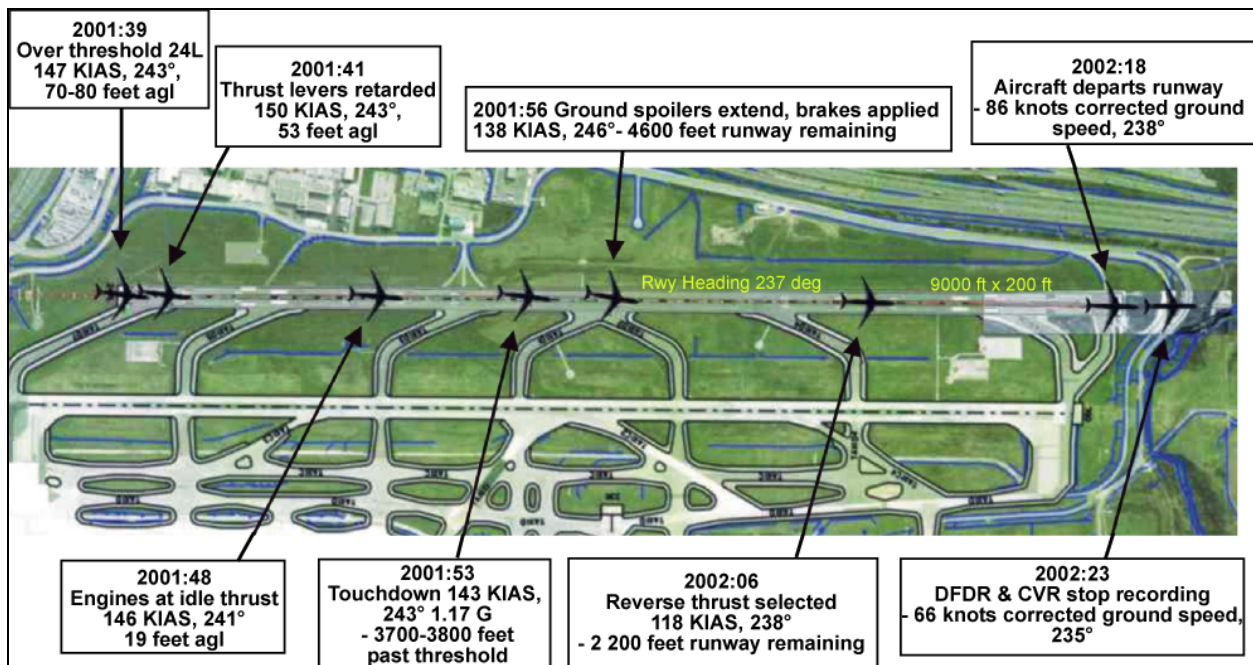 2001:39
Over threshold 24L
147 KIAS, 243°,
70-80 feet agl
2001:41
Thrust levers retarded
150 KIAS, 243°,
53 feet agl
2001:56 Ground spoilers extend, brakes applied
138 KIAS, 246°- 4600 feet runway remaining
2002:18
Aircraft departs runway
- 86 knots corrected ground
speed, 238°
Rwy Heading 237 deg
9000 ft x 200 ft
2001:48
Engines at idle thrust
146 KIAS, 241°
19 feet agl
2001:53
Touchdown 143 KIAS,
243° 1.17 G
- 3700-3800 feet
past threshold
2002:06
Reverse thrust selected
118 KIAS, 238°
- 2 200 feet runway remaining
2002:23
DFDR & CVR stop recording
- 66 knots corrected ground speed,
235°